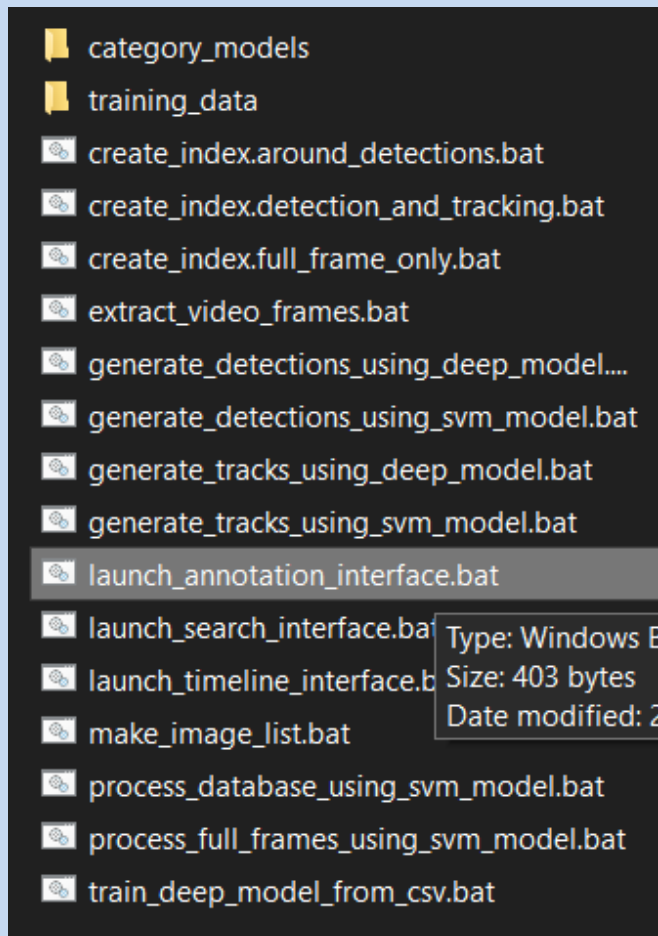 category_models
training_data
create_index.around_detections.bat
create_index.detection_and_tracking.bat
create_index.full_frame_only.bat
extract_video_frames.bat
generate_detections_using_deep_model....
generate_detections_using_svm_model.bat
generate_tracks_using_deep_model.bat
generate_tracks_using_svm_model.bat
launch_annotation_interface.bat
launch_search_interface.bat
Type: Windows B
launch_timeline_interface.b
Size: 403 bytes
Date modified: 2
make_image_list.bat
process_database_using_svm_model.bat
process_full_frames_using_svm_model.bat
train_deep_model_from_csv.bat